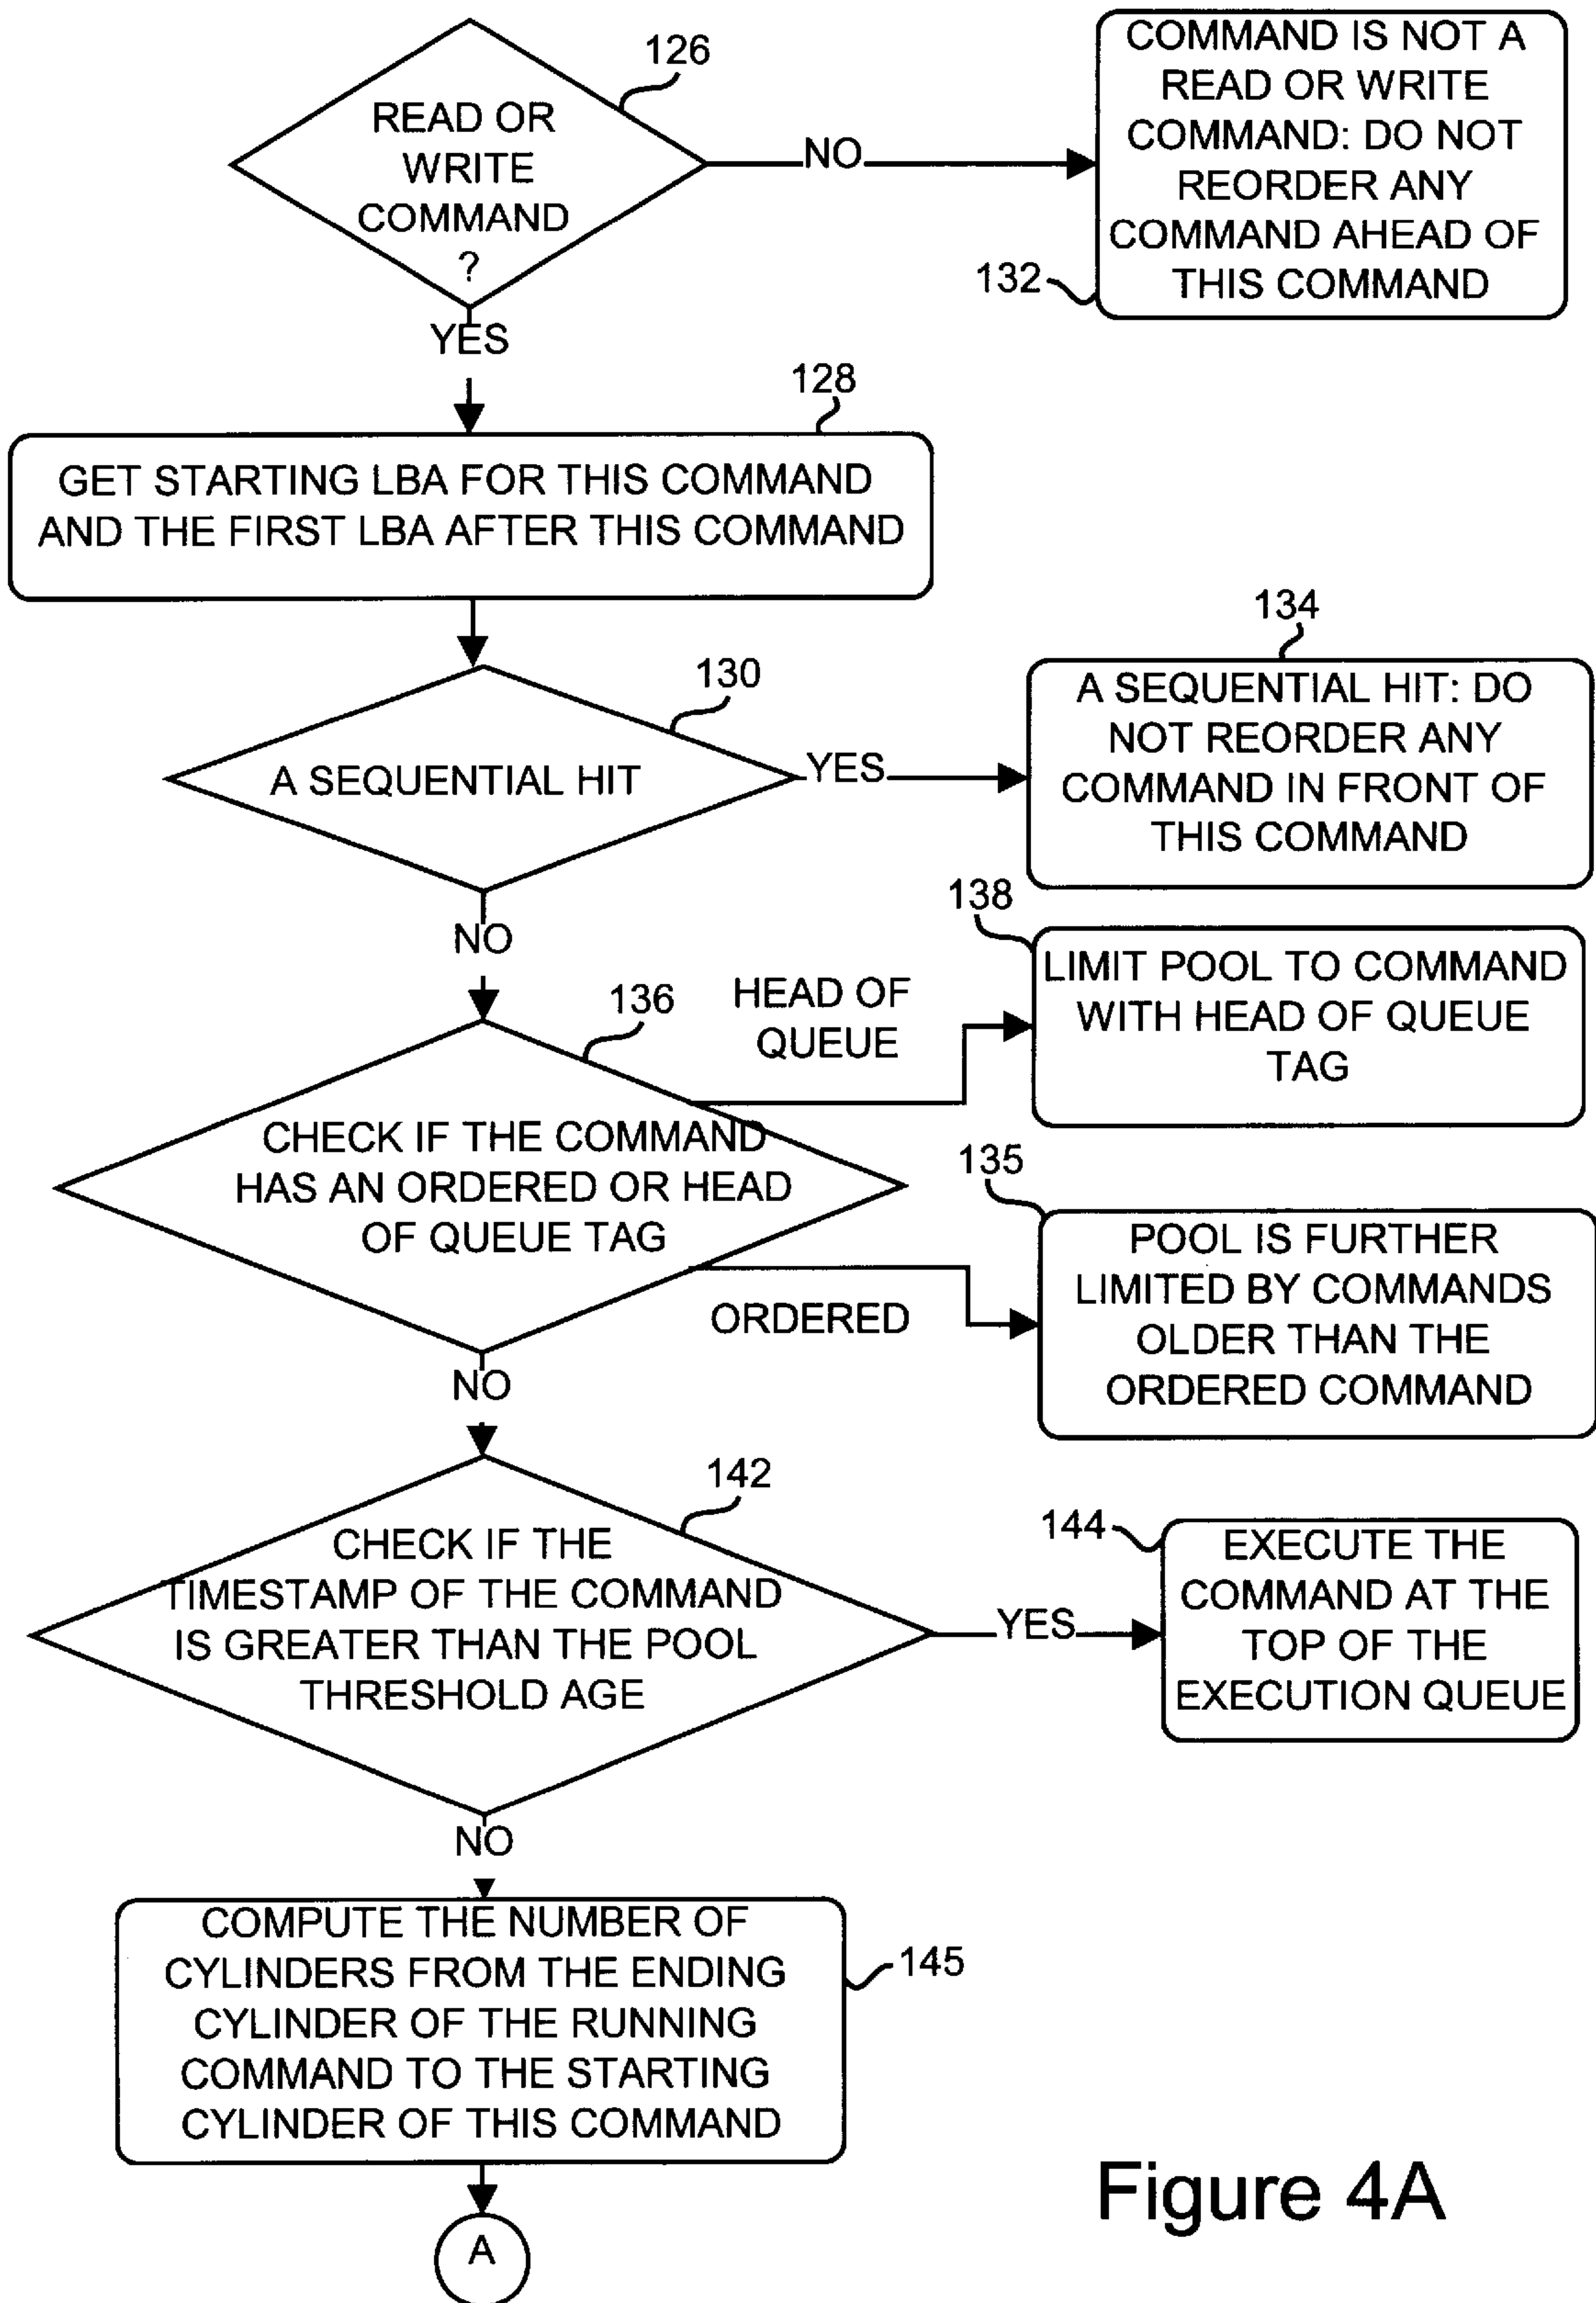 126
READ OR
WRITE
COMMAND
?
NO
COMMAND IS NOT A
READ OR WRITE
COMMAND: DO NOT
REORDER ANY
COMMAND AHEAD OF
THIS COMMAND
132
YES
128
GET STARTING LBA FOR THIS COMMAND
AND THE FIRST LBA AFTER THIS COMMAND
130
A SEQUENTIAL HIT
YES
134
A SEQUENTIAL HIT: DO
NOT REORDER ANY
COMMAND IN FRONT OF
THIS COMMAND
NO
136
CHECK IF THE COMMAND
HAS AN ORDERED OR HEAD
OF QUEUE TAG
HEAD OF
QUEUE
138
LIMIT POOL TO COMMAND
WITH HEAD OF QUEUE
TAG
ORDERED
135
POOL IS FURTHER
LIMITED BY COMMANDS
OLDER THAN THE
ORDERED COMMAND
NO
142
CHECK IF THE
TIMESTAMP OF THE COMMAND
IS GREATER THAN THE POOL
THRESHOLD AGE
YES
144
EXECUTE THE
COMMAND AT THE
TOP OF THE
EXECUTION QUEUE
NO
COMPUTE THE NUMBER OF
CYLINDERS FROM THE ENDING
CYLINDER OF THE RUNNING
COMMAND TO THE STARTING
CYLINDER OF THIS COMMAND
145
A
Figure 4A